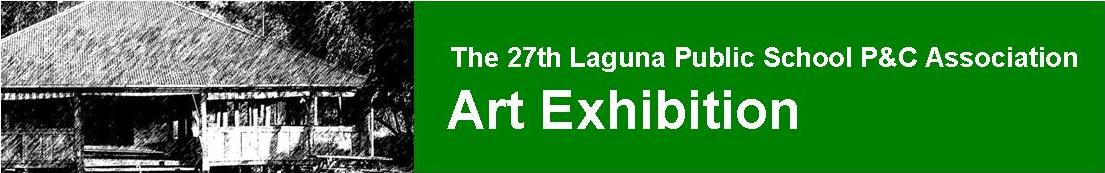 The 27th Laguna Public School P&C Association
Art Exhibition